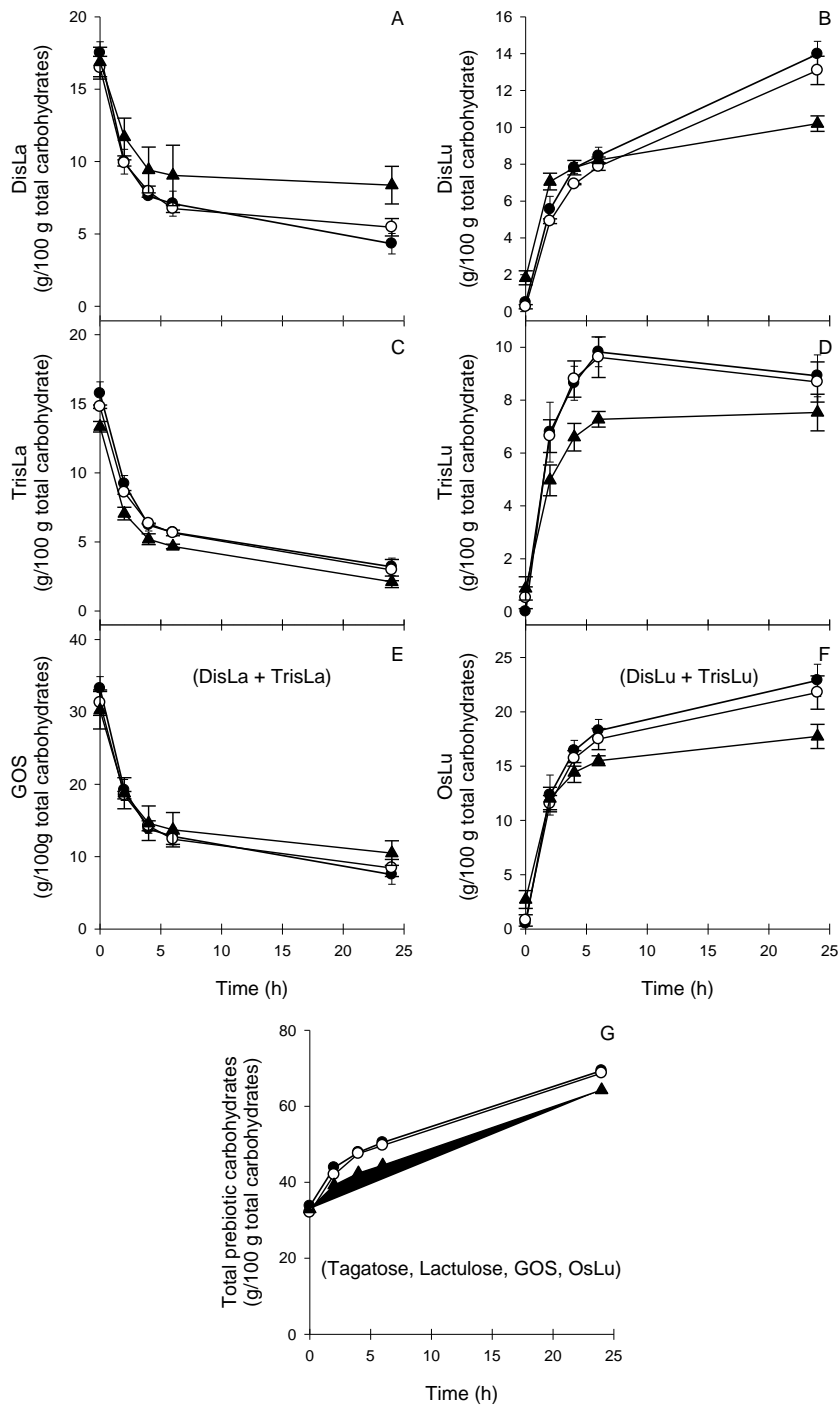 A
DisLa
(g/100 g total carbohydrates)
20
15
10
5
0
B
DisLu
(g/100 g total carbohydrate)
16
14
12
10
8
6
4
2
0
C
TrisLa
(g/100 g total carbohydrate)
20
15
10
5
0
D
TrisLu
(g/100 g total carbohydrate)
10
8
6
4
2
0
E
(DisLa + TrisLa)
GOS
(g/100g total carbohydrates)
40
30
20
10
0
0 5 10 15 20 25
Time (h)
F
(DisLu + TrisLu)
OsLu
(g/100 g total carbohydrates)
25
20
15
10
5
0
0 5 10 15 20 25
Time (h)
G
Total prebiotic carbohydrates
(g/100 g total carbohydrates)
80
60
40
20
0
(Tagatose, Lactulose, GOS, OsLu)
0 5 10 15 20 25
Time (h)